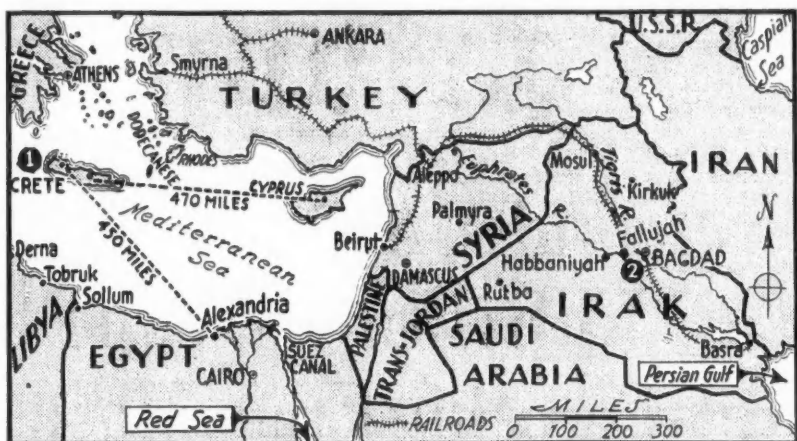 GREECE
ATHENS
Smyrna
ANKARA
U.S.S.R.
Caspian
Sea
TURKEY
DODECANESE
RHODES
1
CRETE
470 MILES
CYPRUS
450 MILES
Mediterranean
Sea
Aleppo
Euphrates
R.
Palmyra
SYRIA
Mosul
Kirkuk
IRAN
N
Beirut
DAMASCUS
Habbaniyah
Fallujah
BAGDAD
2
Rutba
IRAK
Derna
Tobruk
Sollum
LIBYA
Alexandria
EGYPT
CAIRO
SUEZ
CANAL
PALESTINE
TRANS-JORDAN
SAUDI
ARABIA
Basra
Persian Gulf
Red Sea
RAILROADS
MILES
0 100 200 300